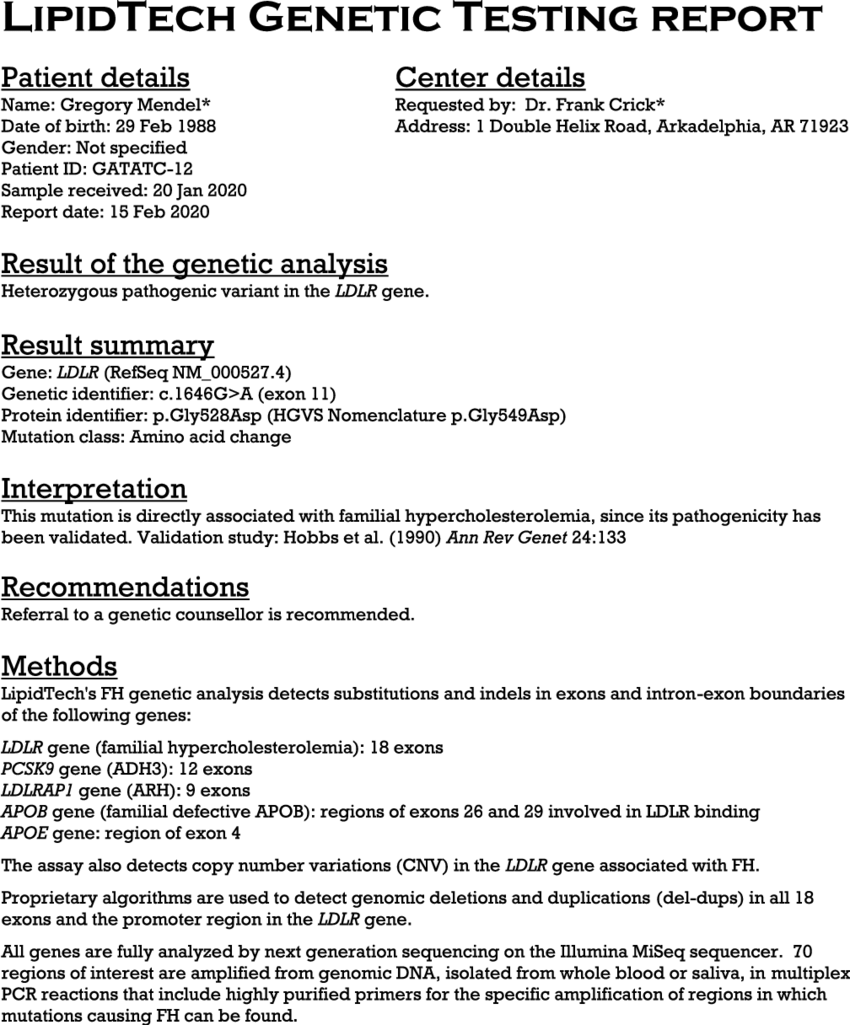 LipidTech Genetic Testing report
Patient details
Name: Gregory Mendel*
Date of birth: 29 Feb 1988
Gender: Not specified
Patient ID: GATATC-12
Sample received: 20 Jan 2020
Report date: 15 Feb 2020
Center details
Requested by:  Dr. Frank Crick*
Address: 1 Double Helix Road, Arkadelphia, AR 71923
Result of the genetic analysis
Heterozygous pathogenic variant in the LDLR gene.
Result summary
Gene: LDLR (RefSeq NM_000527.4)
Genetic identifier: c.1646G>A (exon 11)
Protein identifier: p.Gly528Asp (HGVS Nomenclature p.Gly549Asp)
Mutation class: Amino acid change
Interpretation
This mutation is directly associated with familial hypercholesterolemia, since its pathogenicity has
been validated. Validation study: Hobbs et al. (1990) Ann Rev Genet 24:133
Recommendations
Referral to a genetic counsellor is recommended.
Methods
LipidTech's FH genetic analysis detects substitutions and indels in exons and intron-exon boundaries
of the following genes:
LDLR gene (familial hypercholesterolemia): 18 exons
PCSK9 gene (ADH3): 12 exons
LDLRAP1 gene (ARH): 9 exons
APOB gene (familial defective APOB): regions of exons 26 and 29 involved in LDLR binding
APOE gene: region of exon 4
The assay also detects copy number variations (CNV) in the LDLR gene associated with FH.
Proprietary algorithms are used to detect genomic deletions and duplications (del-dups) in all 18
exons and the promoter region in the LDLR gene.
All genes are fully analyzed by next generation sequencing on the Illumina MiSeq sequencer.  70
regions of interest are amplified from genomic DNA, isolated from whole blood or saliva, in multiplex
PCR reactions that include highly purified primers for the specific amplification of regions in which
mutations causing FH can be found.